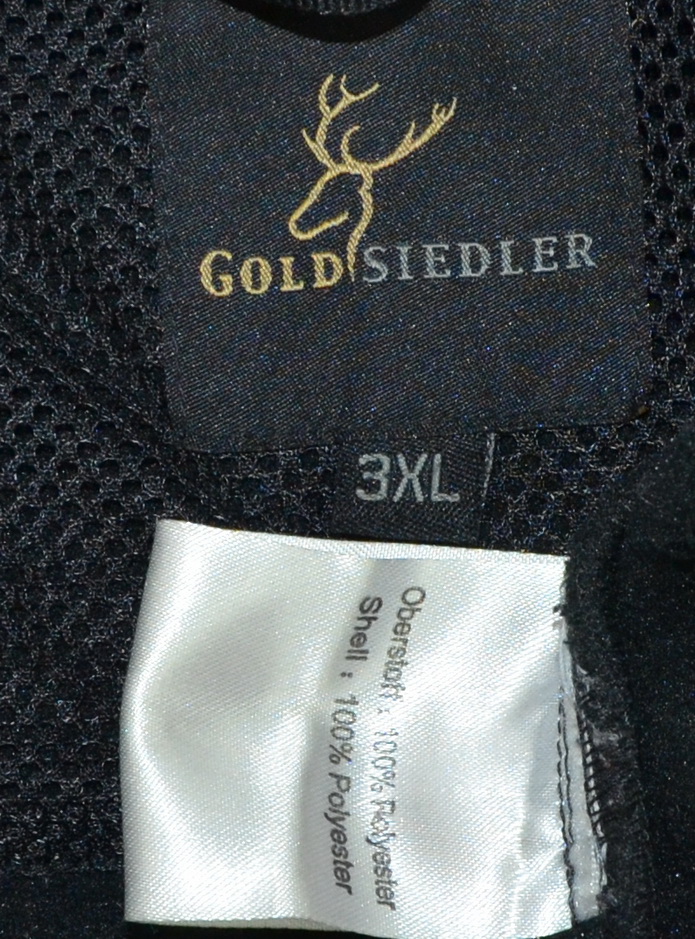 GOLDSIEDLER
3XL
Oberstoff : 100% Polyester
Shell : 100% Polyester